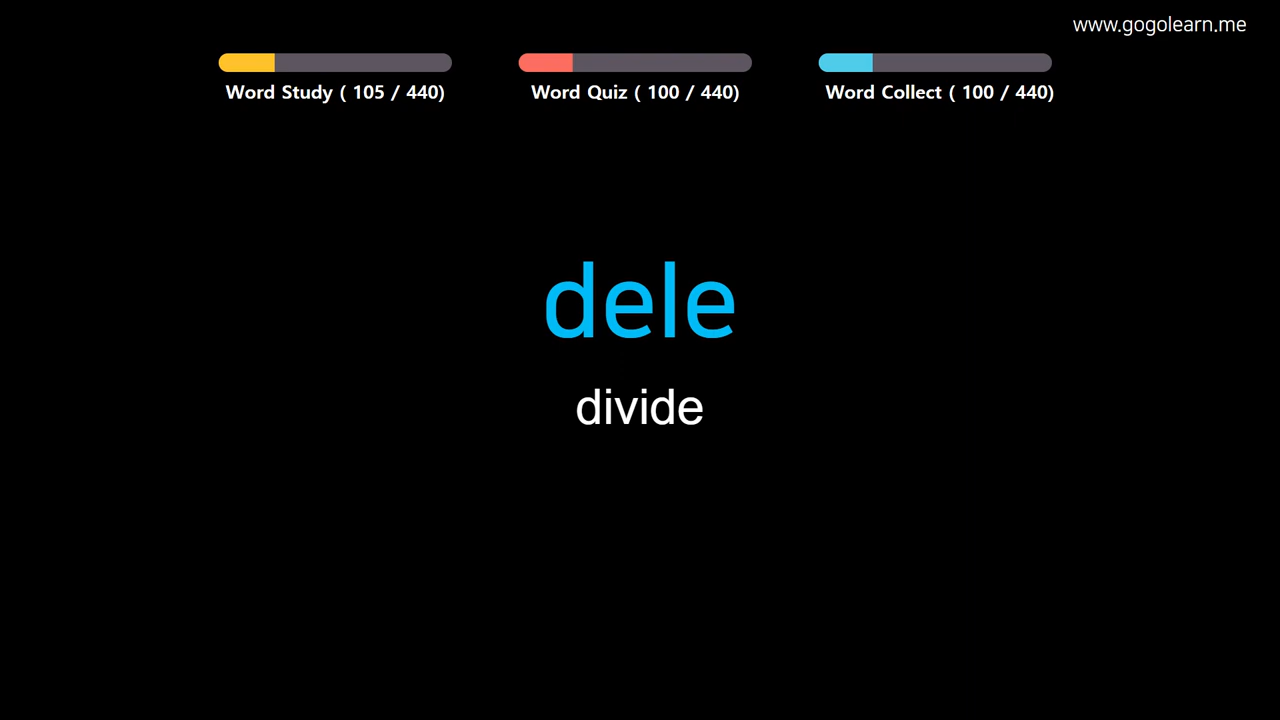 www.gogolearn.me
Word Study ( 105 / 440)
Word Quiz ( 100 / 440)
Word Collect ( 100 / 440)
dele
divide